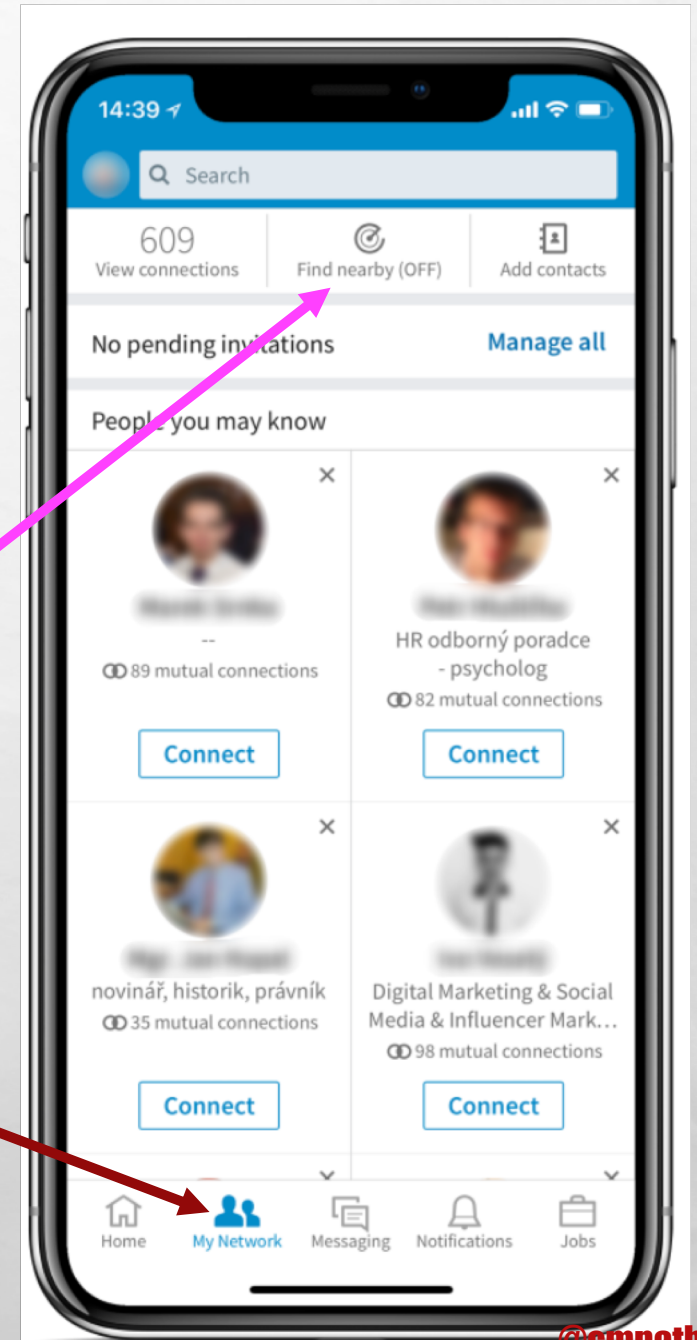 14:39
Search
609
View connections
Find nearby (OFF)
Add contacts
No pending invitations
Manage all
People you may know
--
89 mutual connections
Connect
HR odborný poradce
- psycholog
82 mutual connections
Connect
novinář, historik, právník
35 mutual connections
Connect
Digital Marketing & Social
Media & Influencer Mark...
98 mutual connections
Connect
Home
My Network
Messaging
Notifications
Jobs